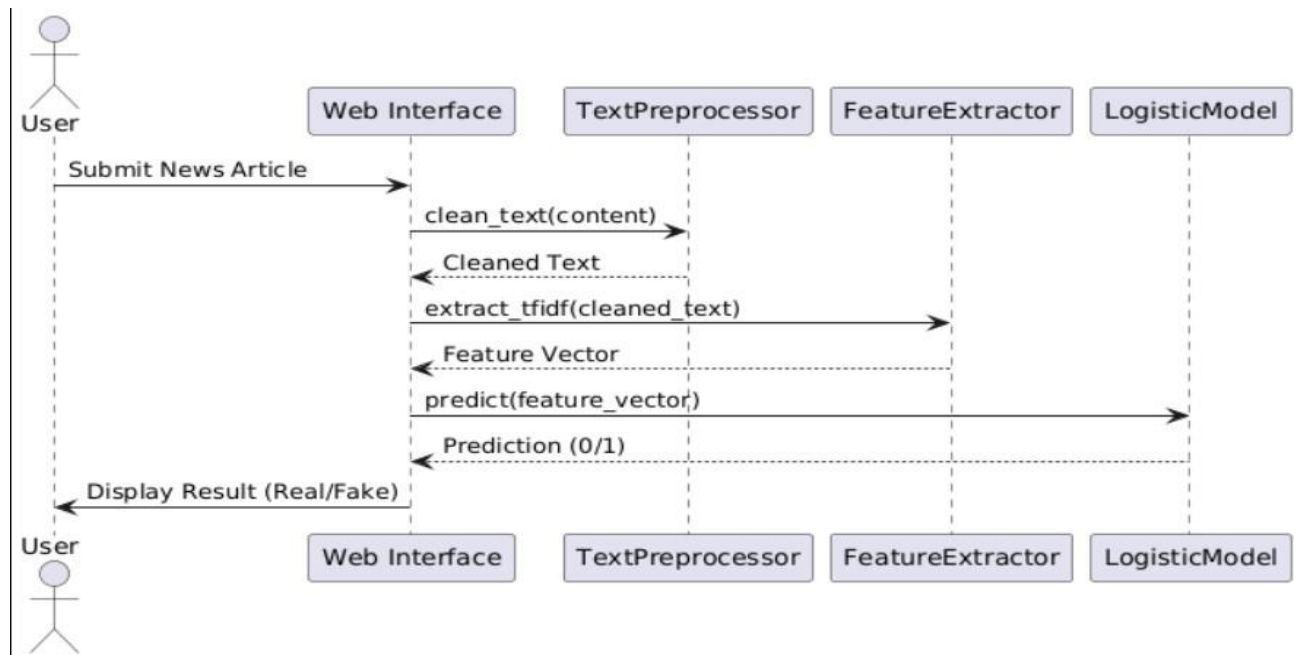 User
Web Interface
TextPreprocessor
FeatureExtractor
LogisticModel
Submit News Article
clean_text(content)
Cleaned Text
extract_tfidf(cleaned_text)
Feature Vector
predict(feature_vector)
Prediction (0/1)
Display Result (Real/Fake)
User
Web Interface
TextPreprocessor
FeatureExtractor
LogisticModel